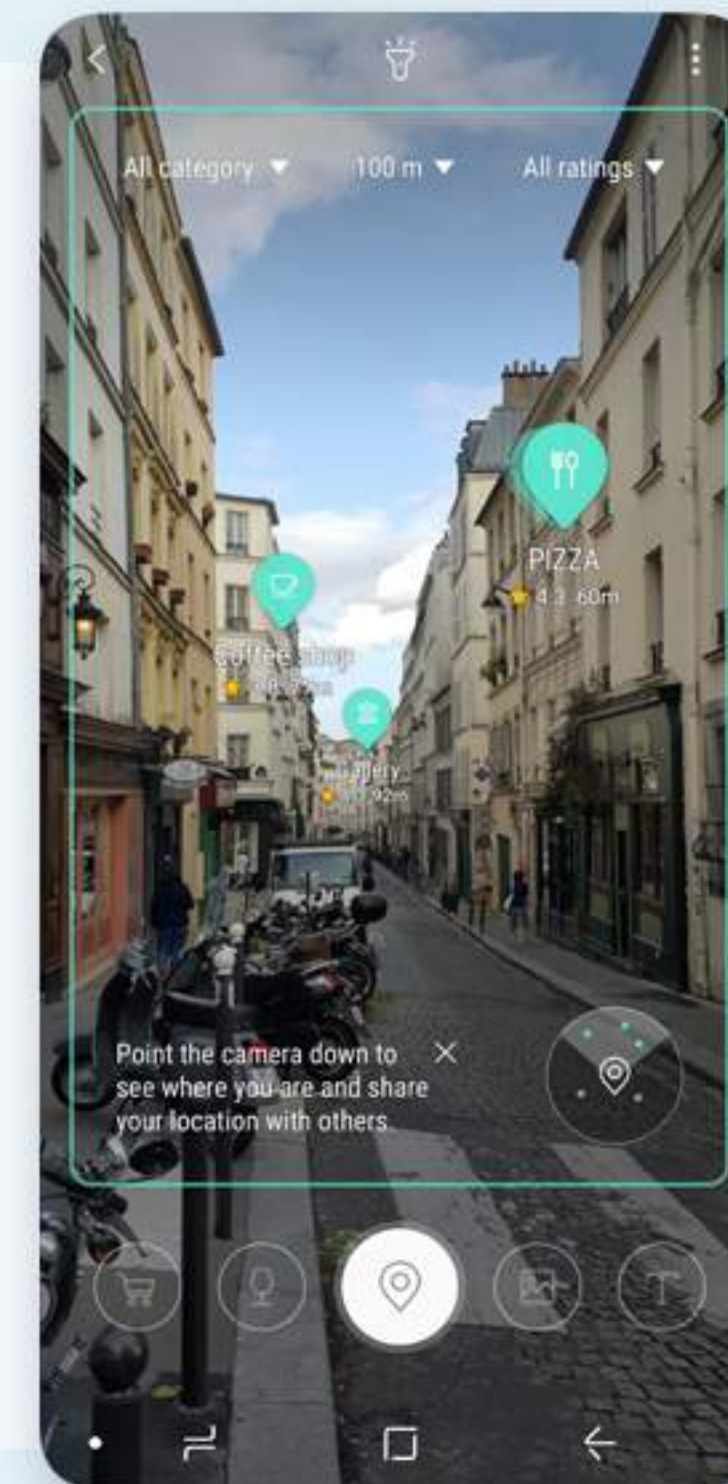 All category
100 m
All ratings
PIZZA
4.3 60m
Coffee shop
92m
Point the camera down to
see where you are and share
your location with others
T